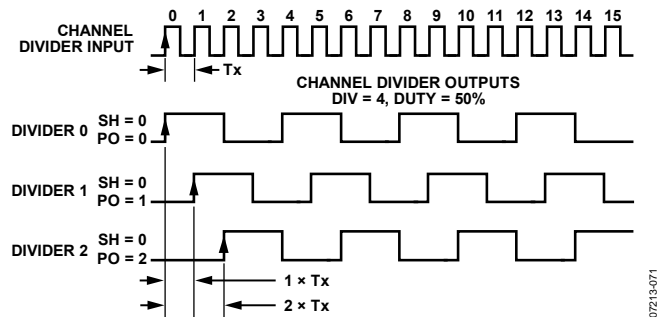 0 1 2 3 4 5 6 7 8 9 10 11 12 13 14 15
CHANNEL
DIVIDER INPUT
Tx
CHANNEL DIVIDER OUTPUTS
DIV = 4, DUTY = 50%
DIVIDER 0 SH = 0
PO = 0
DIVIDER 1 SH = 0
PO = 1
DIVIDER 2 SH = 0
PO = 2
1 × Tx
2 × Tx
07213-071